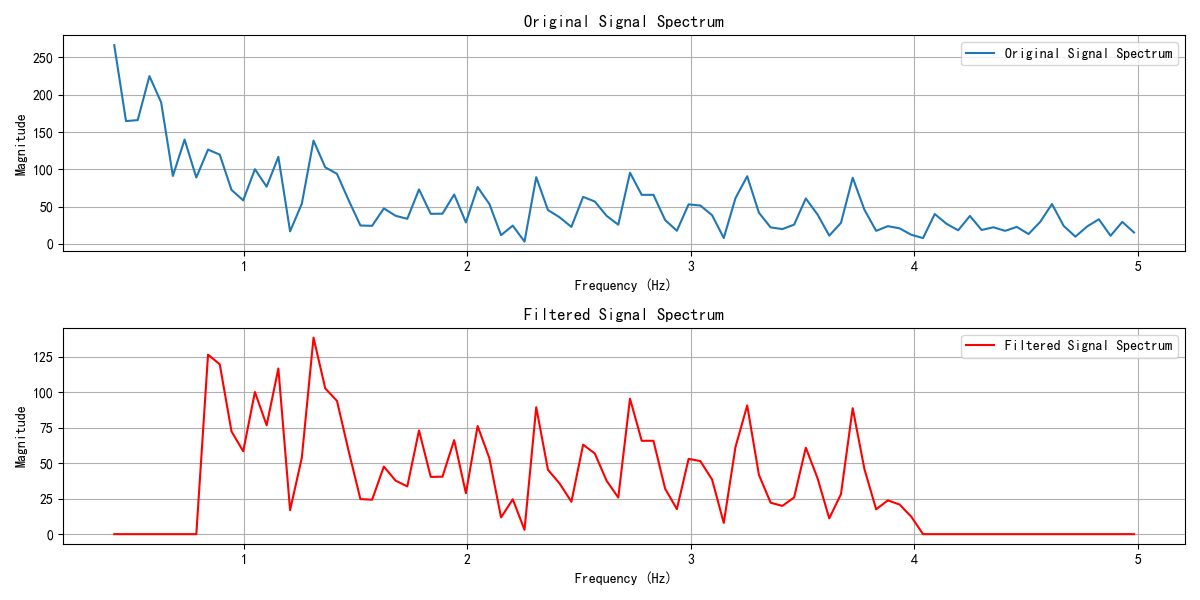 Original Signal Spectrum
Original Signal Spectrum
250
200
150
100
50
0
Magnitude
1 2 3 4 5
Frequency (Hz)
Filtered Signal Spectrum
Filtered Signal Spectrum
125
100
75
50
25
0
Magnitude
1 2 3 4 5
Frequency (Hz)